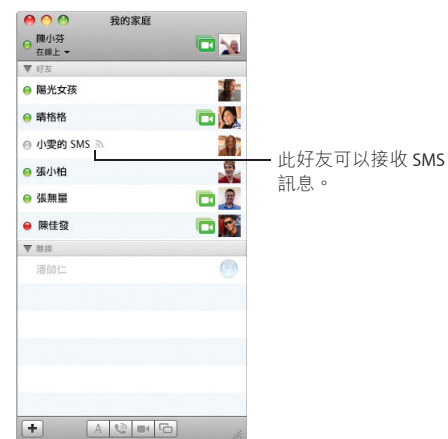 我的家庭
陳小芬
在線上
好友
陽光女孩
晴格格
小雯的 SMS
張小柏
張無量
陳佳發
離線
潘帥仁
A
此好友可以接收 SMS
訊息。